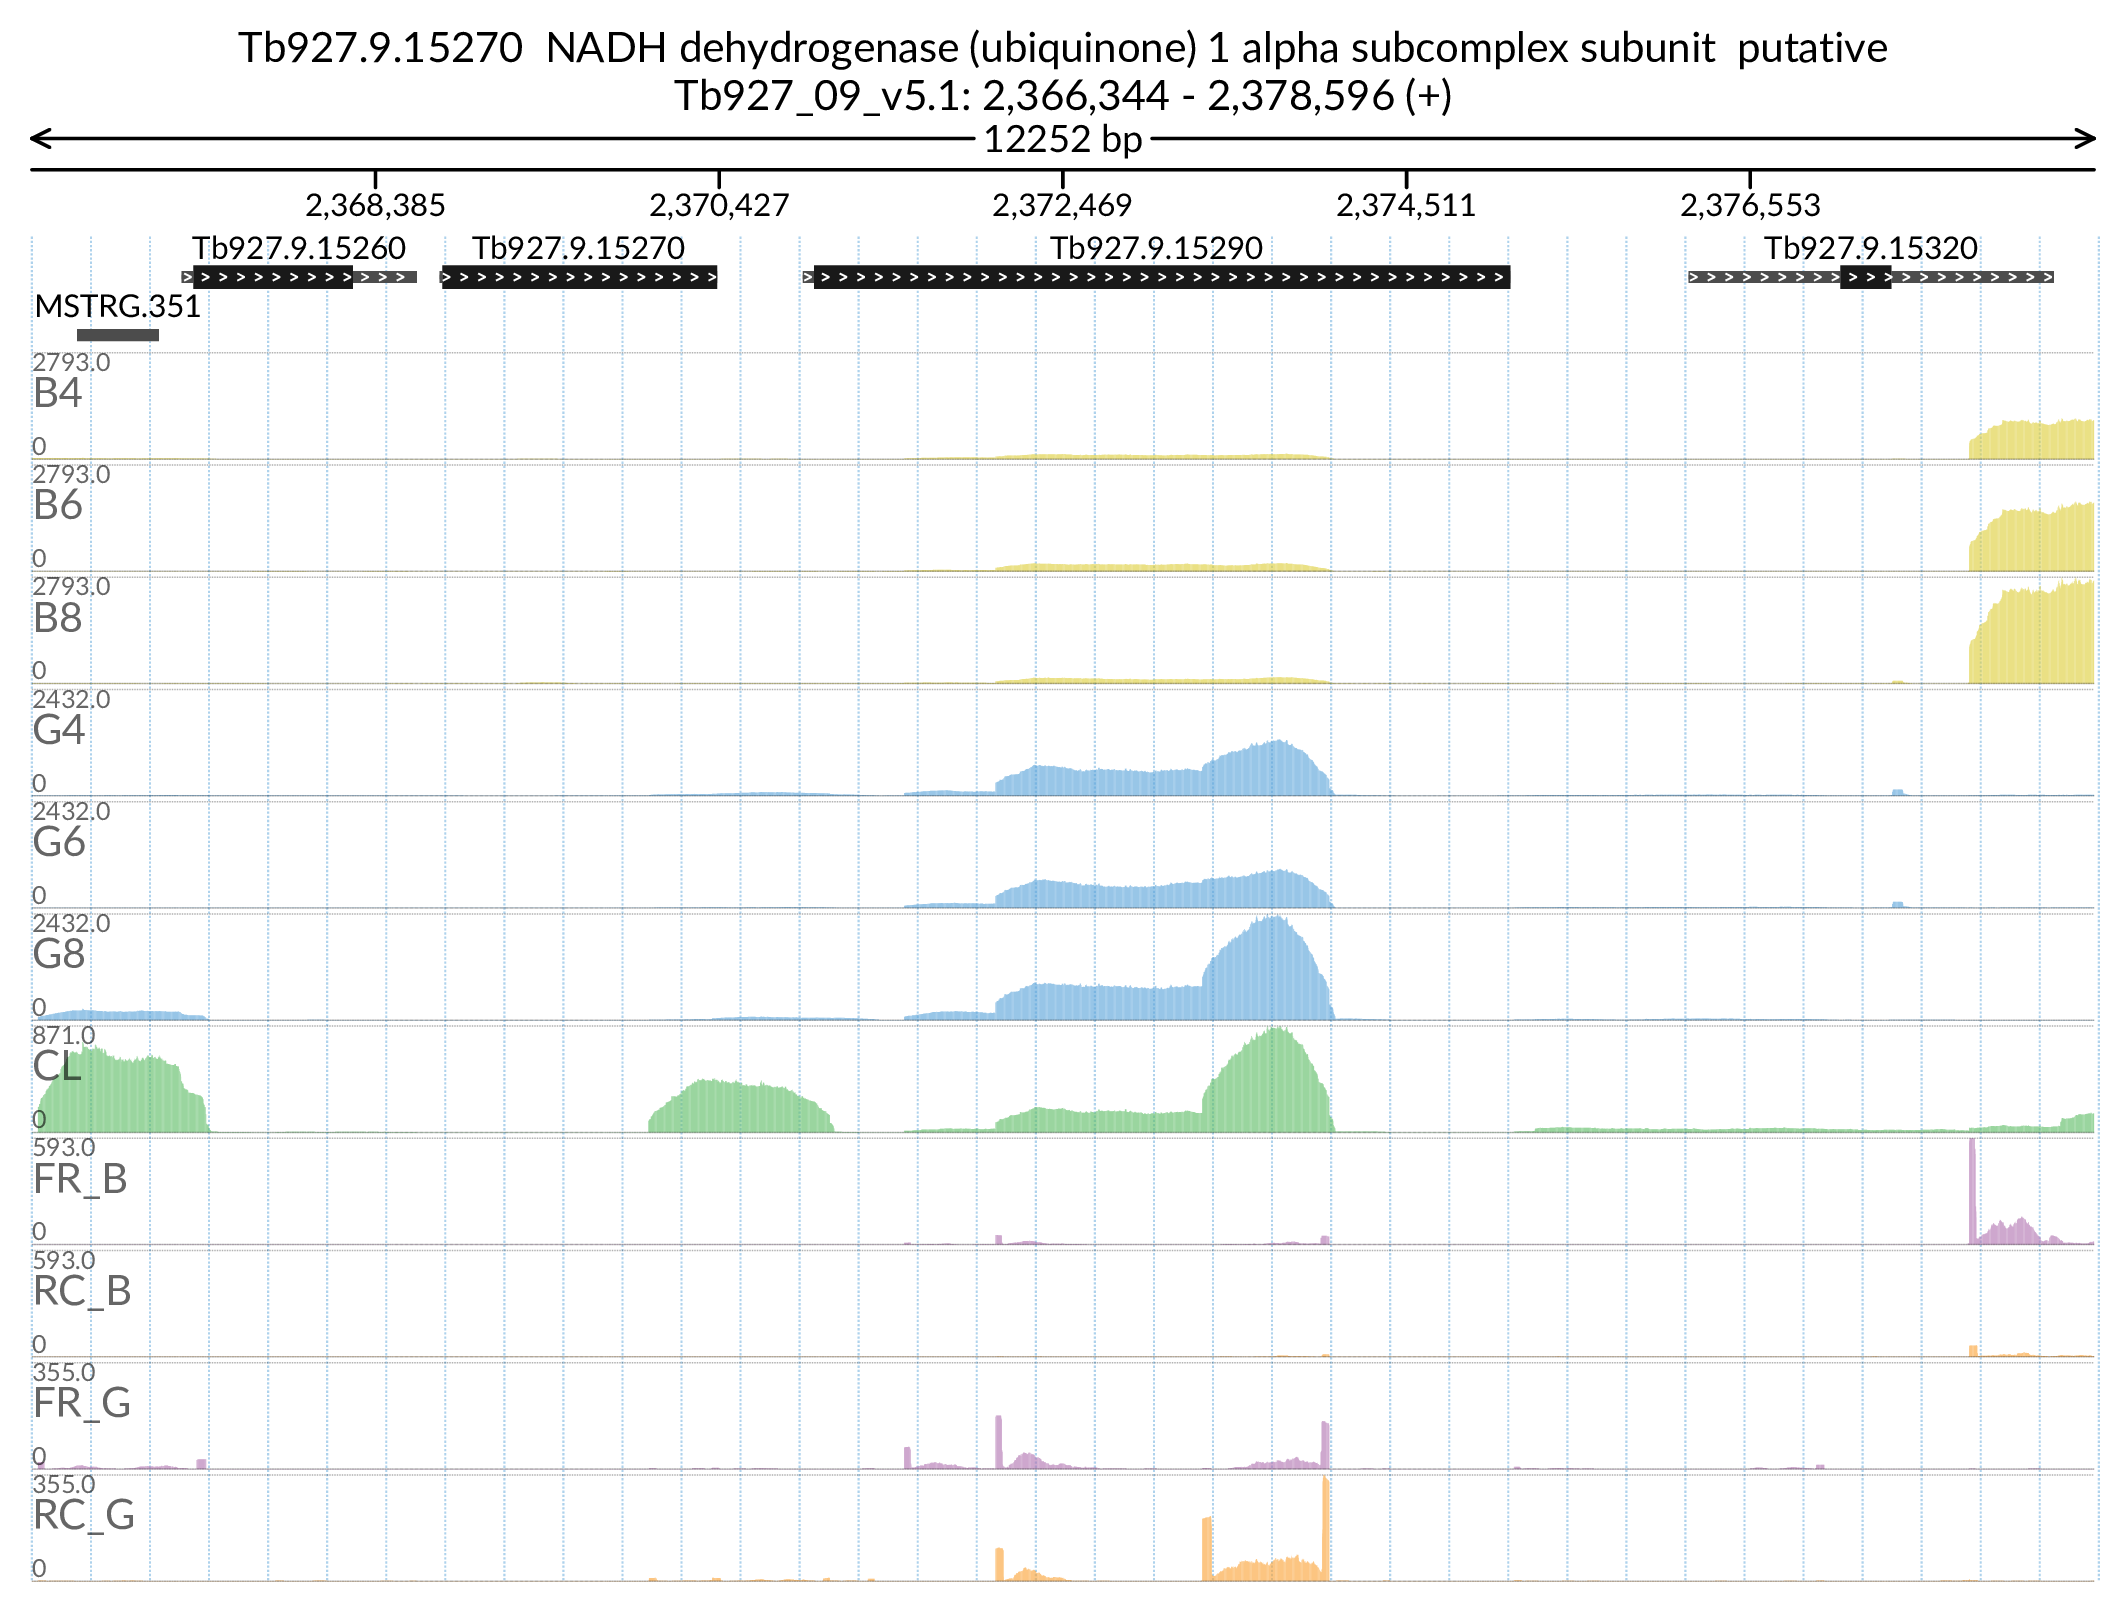 Tb927.9.15270  NADH dehydrogenase (ubiquinone) 1 alpha subcomplex subunit  putative
Tb927_09_v5.1: 2,366,344 - 2,378,596 (+)
12252 bp
2,368,385 2,370,427 2,372,469 2,374,511 2,376,553
Tb927.9.15260 Tb927.9.15270 Tb927.9.15290 Tb927.9.15320
MSTRG.351
2793.0
B4
0
2793.0
B6
0
2793.0
B8
0
2432.0
G4
0
2432.0
G6
0
2432.0
G8
0
871.0
CL
0
593.0
FR_B
0
593.0
RC_B
0
355.0
FR_G
0
355.0
RC_G
0